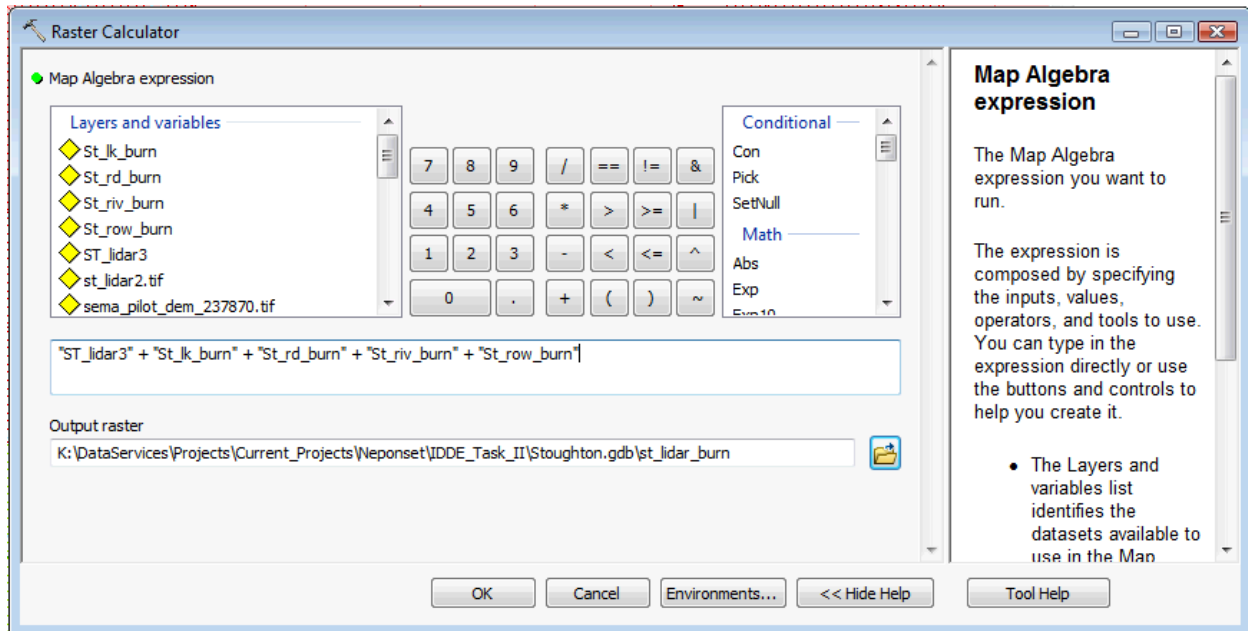 Raster Calculator
Map Algebra expression
Layers and variables
St_lk_burn
St_rd_burn
St_riv_burn
St_row_burn
ST_lidar3
st_lidar2.tif
sema_pilot_dem_237870.tif
7 8 9 / == != &
4 5 6 * > >= |
1 2 3 - < <= ^
0 . + ( ) ~
Conditional
Con
Pick
SetNull
Math
Abs
Exp
Exp10
"ST_lidar3" + "St_lk_burn" + "St_rd_burn" + "St_riv_burn" + "St_row_burn"
Output raster
K:\DataServices\Projects\Current_Projects\Neponset\IDDE_Task_II\Stoughton.gdb\st_lidar_burn
OK Cancel Environments... << Hide Help Tool Help
Map Algebra
expression
The Map Algebra
expression you want to
run.
The expression is
composed by specifying
the inputs, values,
operators, and tools to use.
You can type in the
expression directly or use
the buttons and controls to
help you create it.
• The Layers and
variables list
identifies the
datasets available to
use in the Map